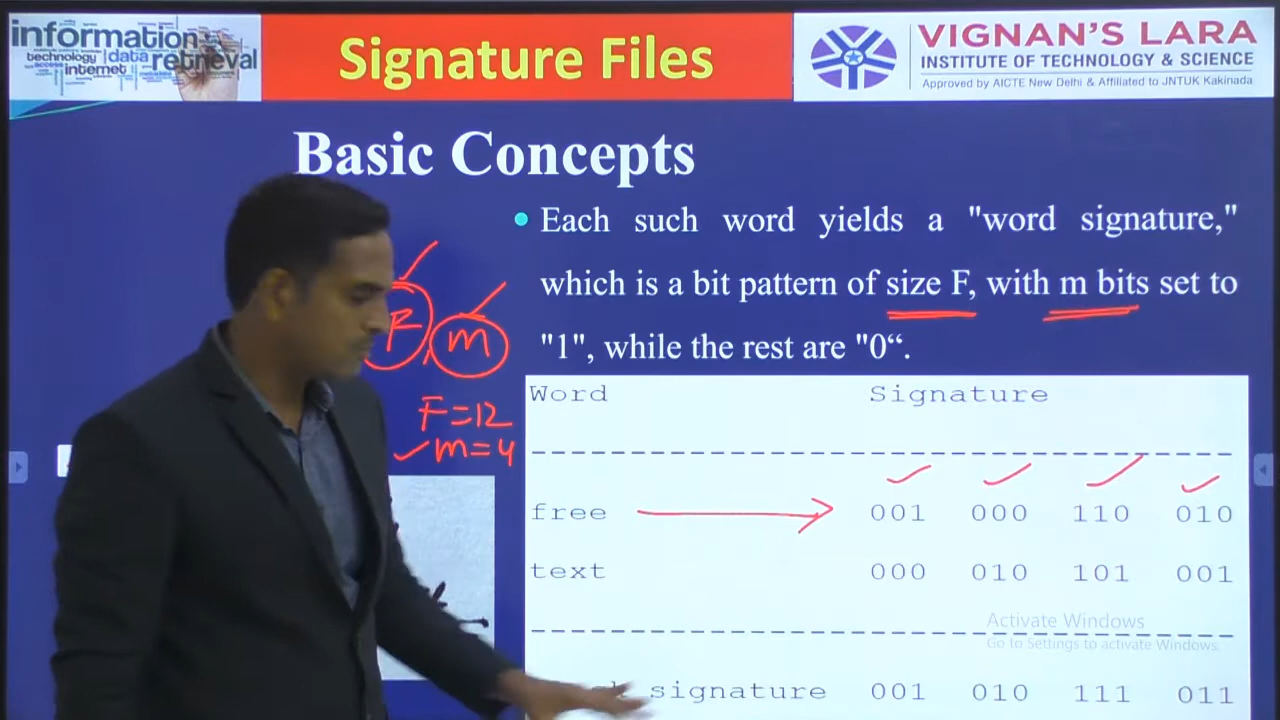 information
technology data retrieval
internet
Signature Files
VIGNAN'S LARA
INSTITUTE OF TECHNOLOGY & SCIENCE
Approved by AICTE New Delhi & Affiliated to JNTUK Kakinada
Basic Concepts
Each such word yields a "word signature,"
which is a bit pattern of size F, with m bits set to
"1", while the rest are "0“.
F, m
F=12
m=4
Word Signature
free 001 000 110 010
text 000 010 101 001
Activate Windows
Go to Settings to activate Windows.
signature 001 010 111 011